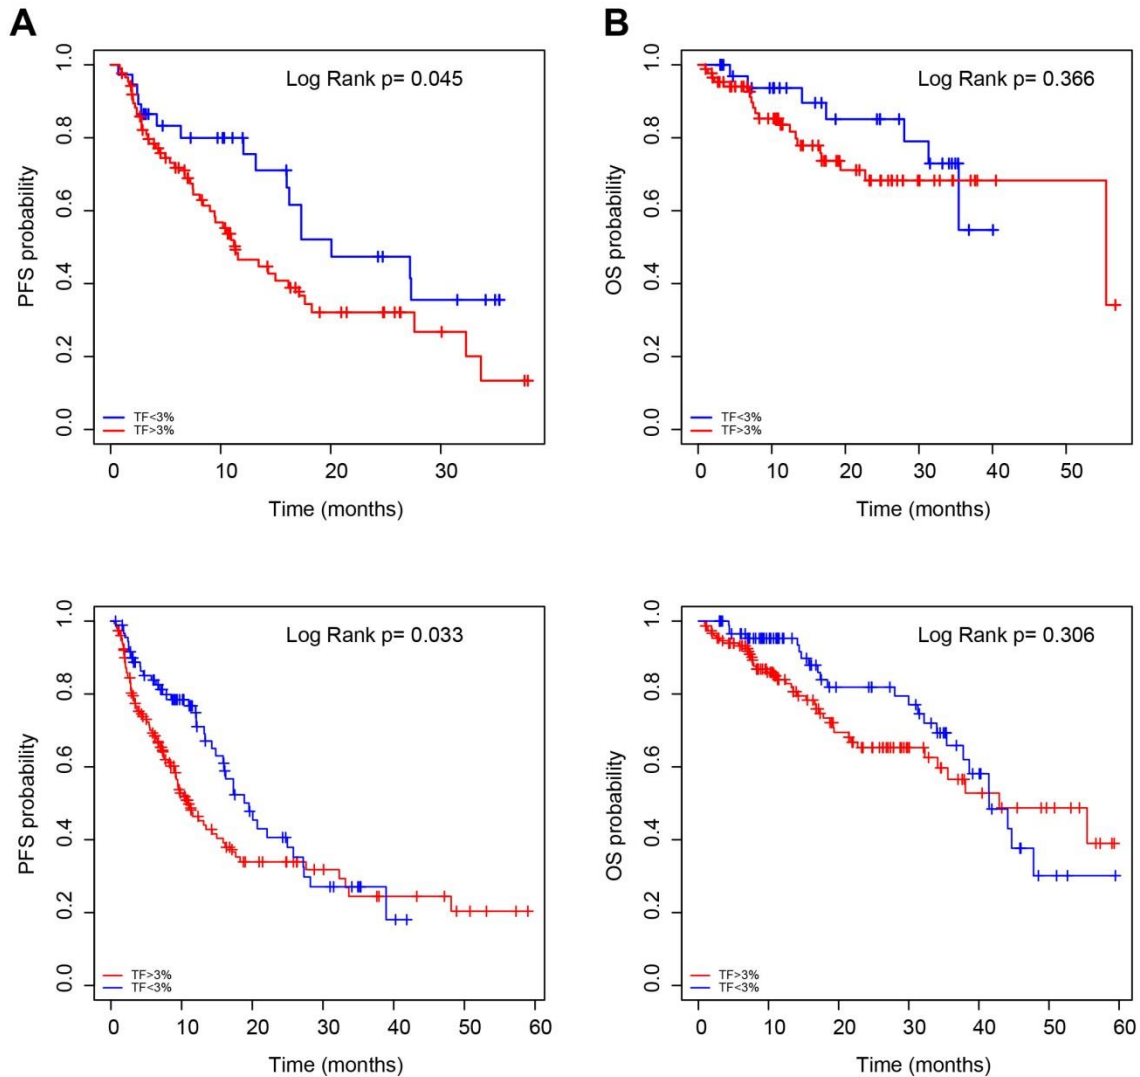 A
B
Log Rank p= 0.045
PFS probability
1.0
0.8
0.6
0.4
0.2
0.0
TF<3%
TF>3%
0 10 20 30
Time (months)
Log Rank p= 0.366
OS probability
1.0
0.8
0.6
0.4
0.2
0.0
TF<3%
TF>3%
0 10 20 30 40 50
Time (months)
Log Rank p= 0.033
PFS probability
1.0
0.8
0.6
0.4
0.2
0.0
TF>3%
TF<3%
0 10 20 30 40 50 60
Time (months)
Log Rank p= 0.306
OS probability
1.0
0.8
0.6
0.4
0.2
0.0
TF>3%
TF<3%
0 10 20 30 40 50 60
Time (months)